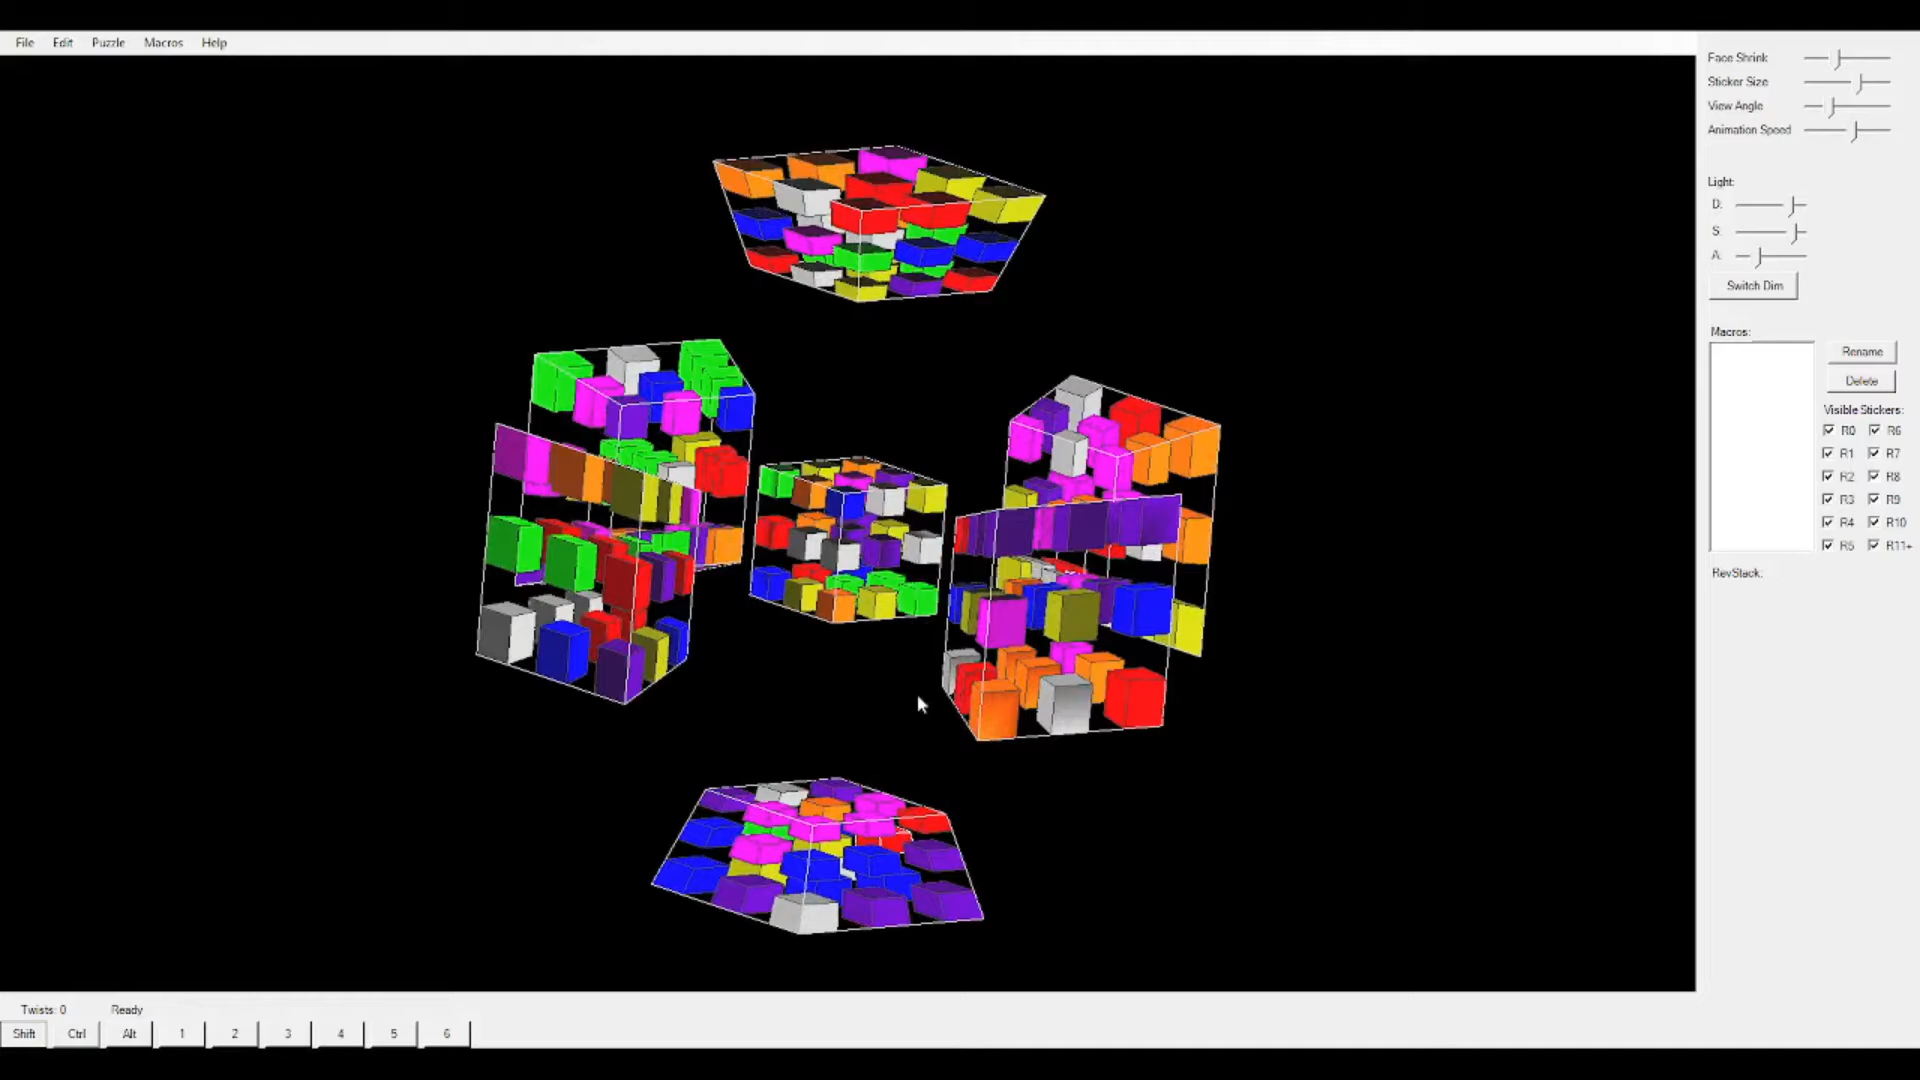 File Edit Puzzle Macros Help
Face Shrink
Sticker Size
View Angle
Animation Speed
Light:
D:
S:
A:
Switch Dim
Macros:
Rename
Delete
Visible Stickers:
R0 R6
R1 R7
R2 R8
R3 R9
R4 R10
R5 R11+
RevStack:
Twists: 0 Ready
Shift Ctrl Alt 1 2 3 4 5 6